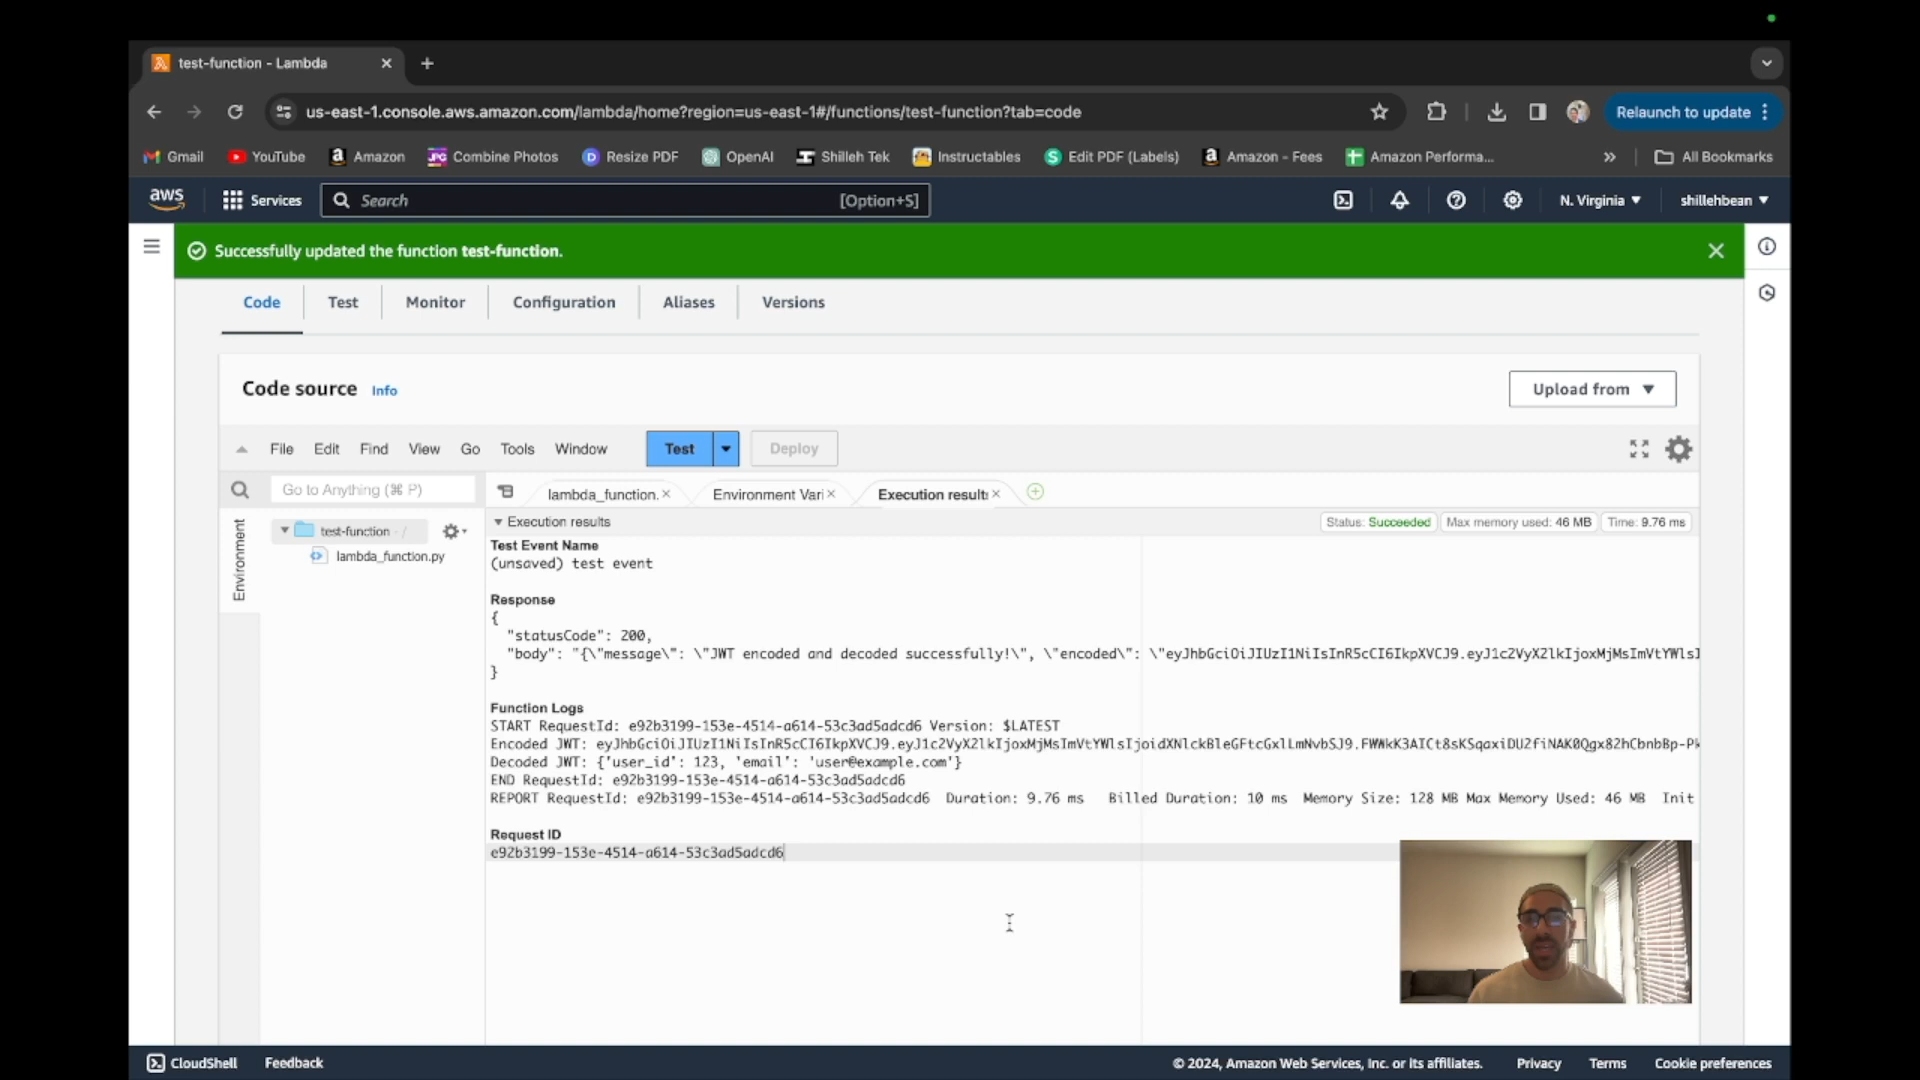 test-function - Lambda
us-east-1.console.aws.amazon.com/lambda/home?region=us-east-1#/functions/test-function?tab=code
Relaunch to update
Gmail YouTube Amazon Combine Photos Resize PDF OpenAI Shilleh Tek Instructables Edit PDF (Labels) Amazon - Fees Amazon Performa... All Bookmarks
aws Services Search [Option+S] N. Virginia shillehbean
Successfully updated the function test-function.
Code Test Monitor Configuration Aliases Versions
Code source Info
Upload from
File Edit Find View Go Tools Window Test Deploy
Go to Anything (⌘ P)
lambda_function. Environment Vari Execution results
Environment
test-function - /
lambda_function.py
Execution results
Status: Succeeded Max memory used: 46 MB Time: 9.76 ms
Test Event Name
(unsaved) test event
Response
{
"statusCode": 200,
"body": "{\"message\": \"JWT encoded and decoded successfully!\", \"encoded\": \"eyJhbGciOiJIUzI1NiIsInR5cCI6IkpXVCJ9.eyJ1c2VyX2lkIjoxMjMsImVtYWlsI
}
Function Logs
START RequestId: e92b3199-153e-4514-a614-53c3ad5adcd6 Version: $LATEST
Encoded JWT: eyJhbGciOiJIUzI1NiIsInR5cCI6IkpXVCJ9.eyJ1c2VyX2lkIjoxMjMsImVtYWlsIjoidXNlckBleGFtcGxlLmNvbSJ9.FWWkK3AICt8sKSqaxiDU2fiNAK0Qgx82hCbnbBp-Pk
Decoded JWT: {'user_id': 123, 'email': 'user@example.com'}
END RequestId: e92b3199-153e-4514-a614-53c3ad5adcd6
REPORT RequestId: e92b3199-153e-4514-a614-53c3ad5adcd6 Duration: 9.76 ms Billed Duration: 10 ms Memory Size: 128 MB Max Memory Used: 46 MB Init
Request ID
e92b3199-153e-4514-a614-53c3ad5adcd6
CloudShell Feedback © 2024, Amazon Web Services, Inc. or its affiliates. Privacy Terms Cookie preferences